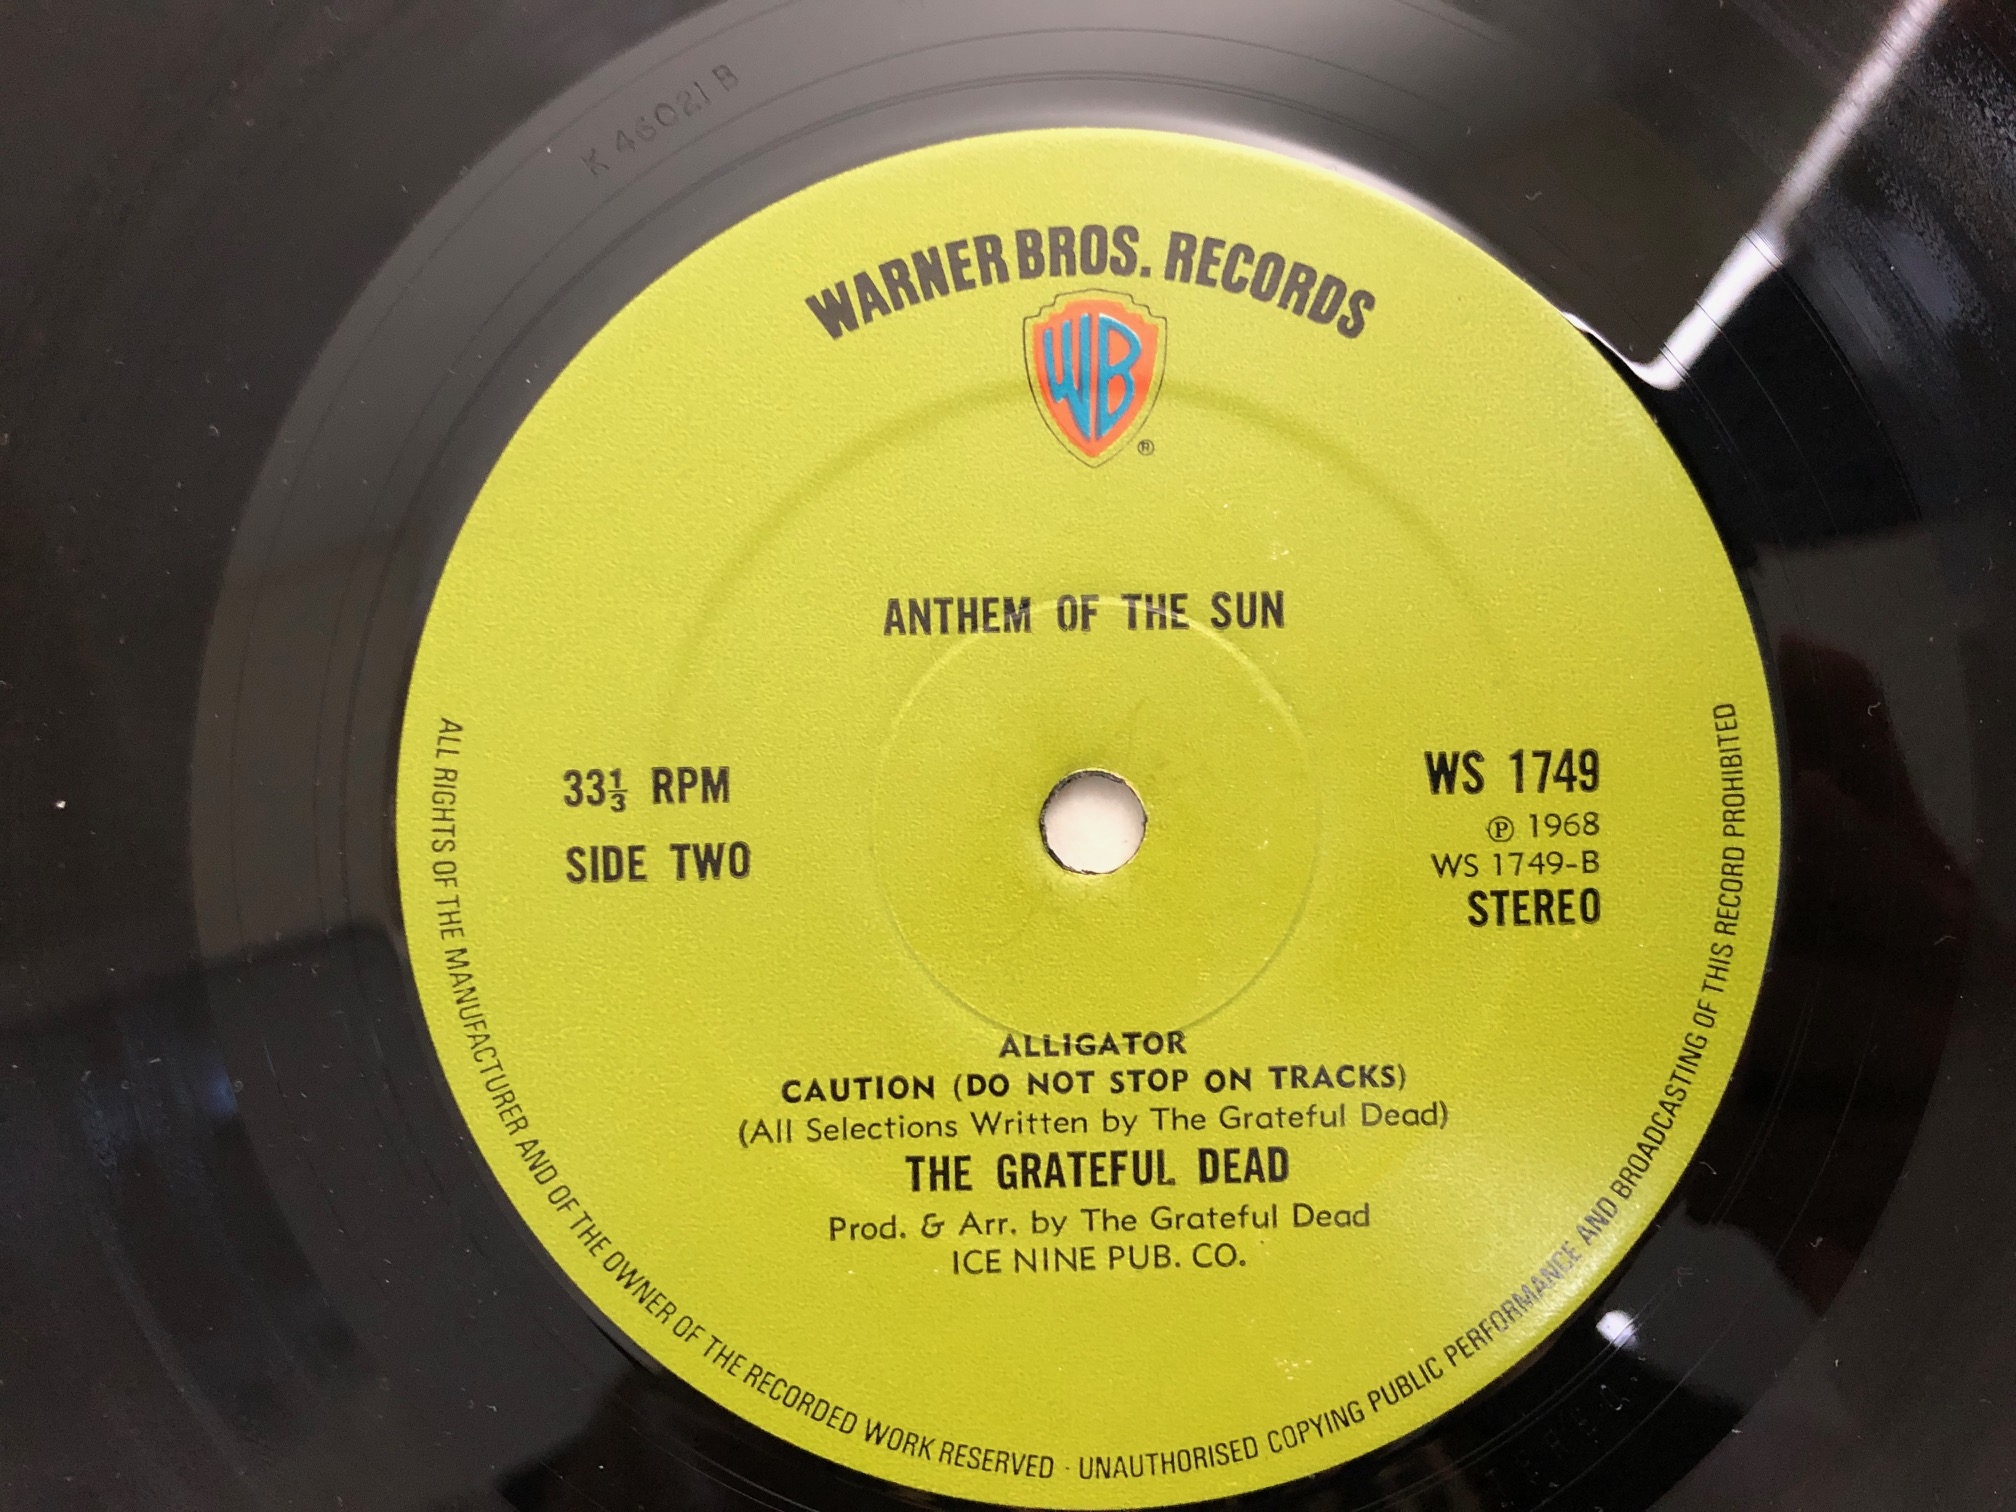 K 46021 B
WARNER BROS. RECORDS
WB
®
ANTHEM OF THE SUN
33⅓ RPM
SIDE TWO
WS 1749
℗ 1968
WS 1749-B
STEREO
ALLIGATOR
CAUTION (DO NOT STOP ON TRACKS)
(All Selections Written by The Grateful Dead)
THE GRATEFUL DEAD
Prod. & Arr. by The Grateful Dead
ICE NINE PUB. CO.
ALL RIGHTS OF THE MANUFACTURER AND OF THE OWNER OF THE RECORDED WORK RESERVED · UNAUTHORISED COPYING PUBLIC PERFORMANCE AND BROADCASTING OF THIS RECORD PROHIBITED